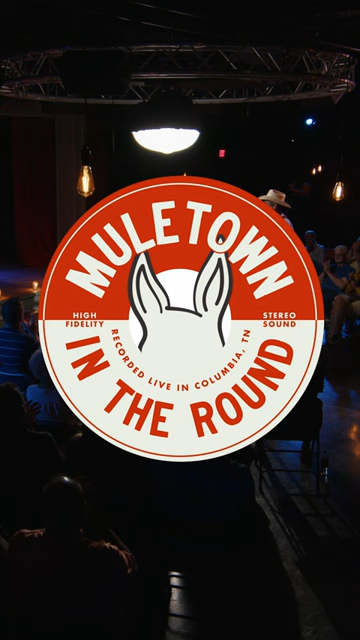 MULETOWN
HIGH
FIDELITY
STEREO
SOUND
RECORDED LIVE IN COLUMBIA, TN
IN THE ROUND